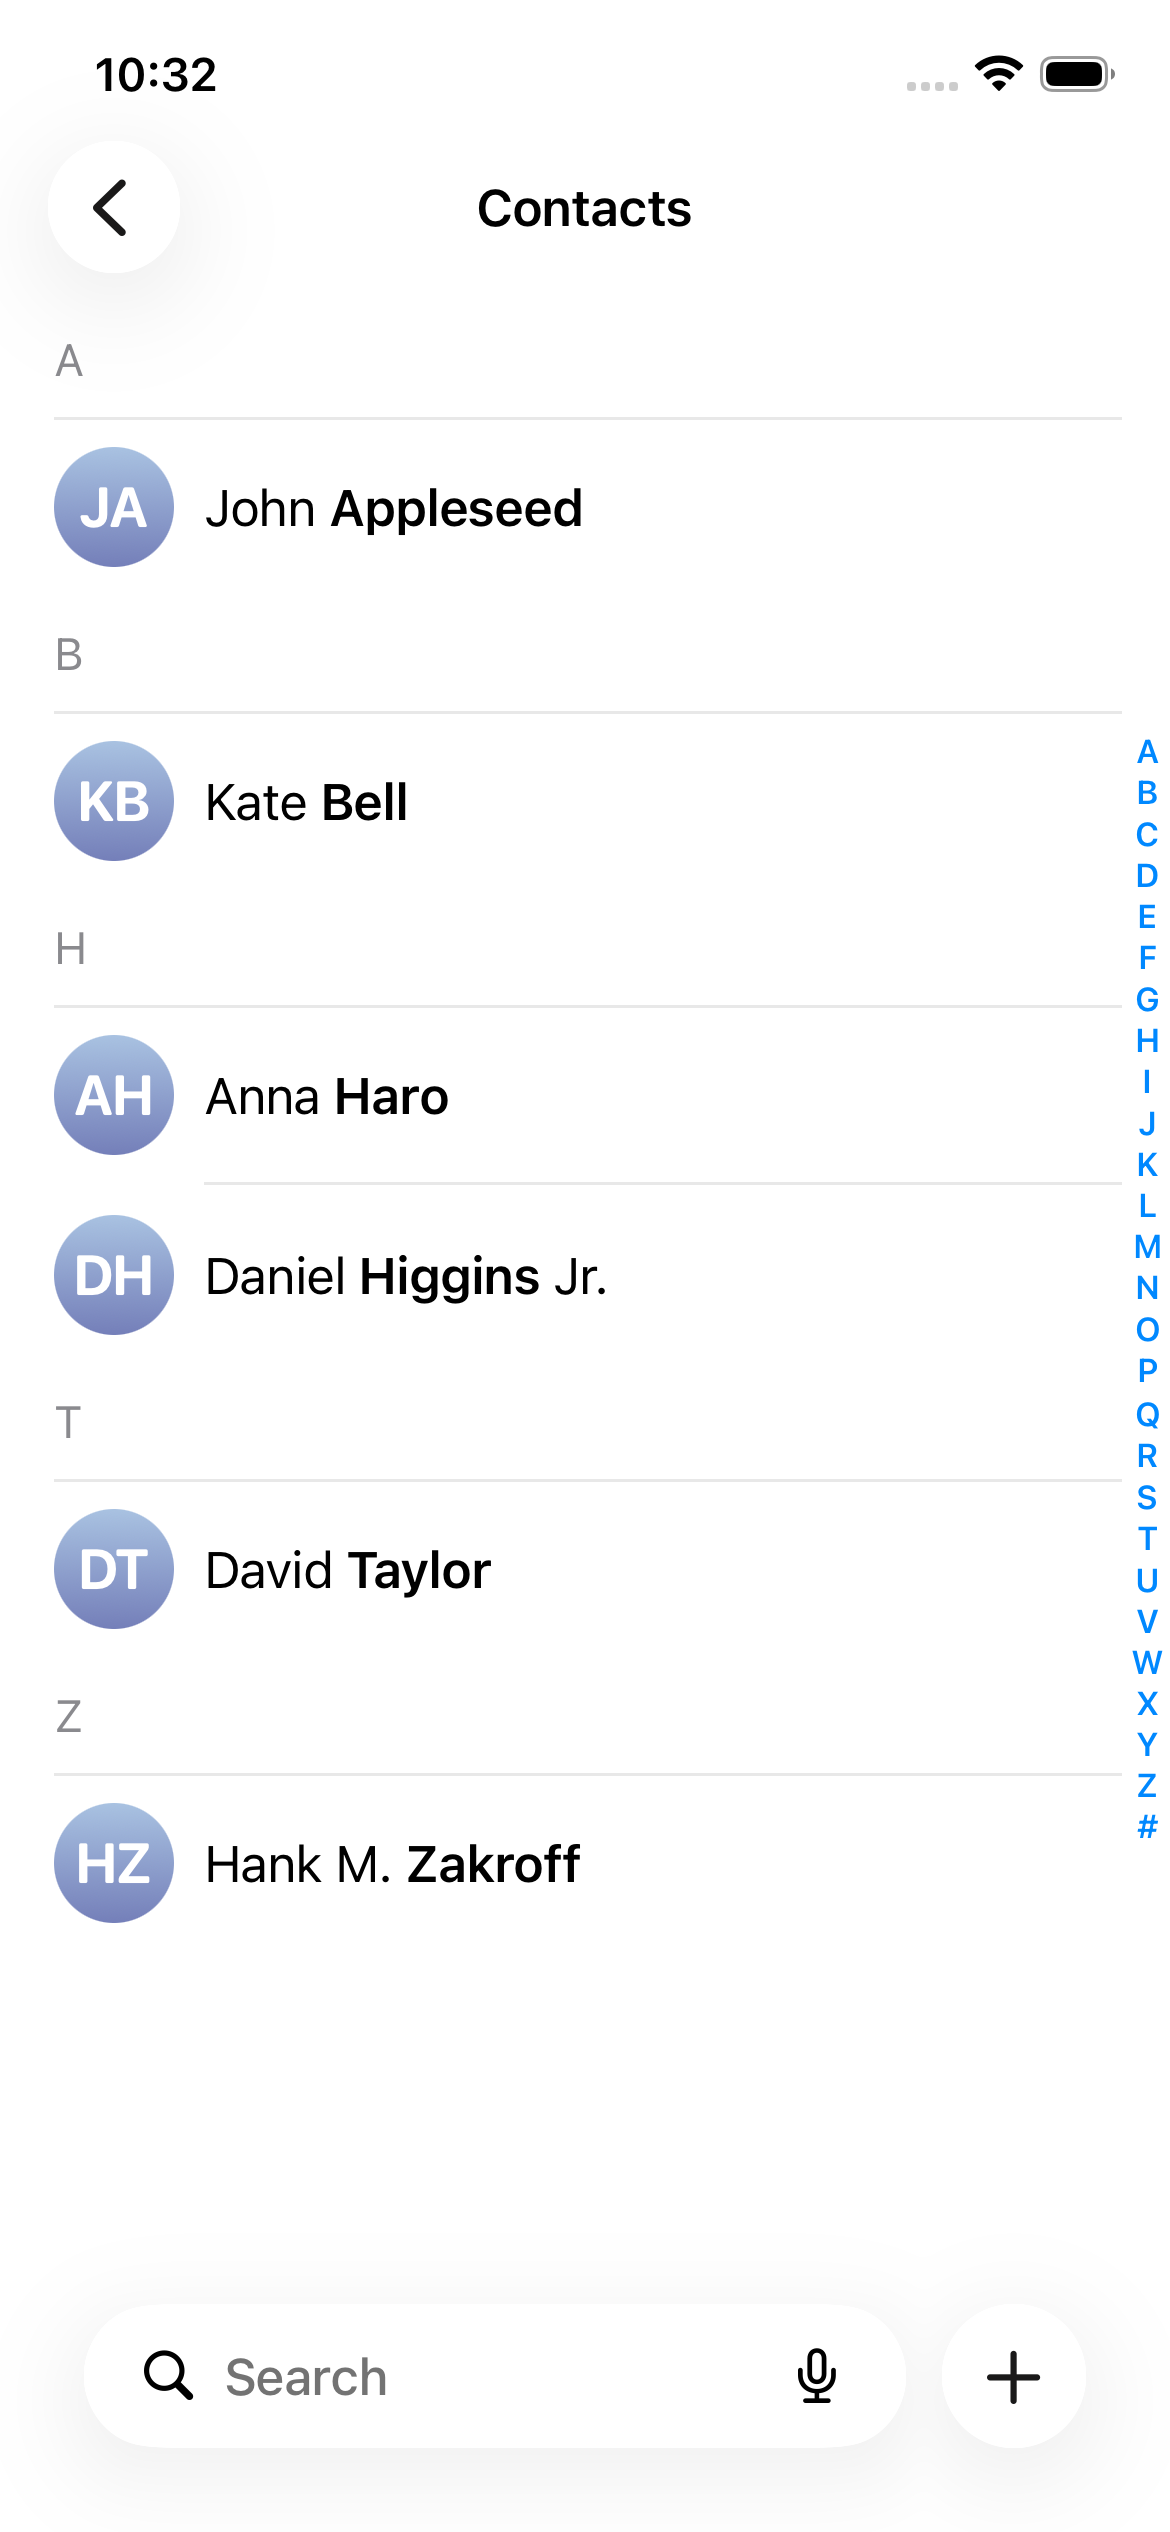 10:32
Contacts
A
JA John Appleseed
B
KB Kate Bell
H
AH Anna Haro
DH Daniel Higgins Jr.
T
DT David Taylor
Z
HZ Hank M. Zakroff
A
B
C
D
E
F
G
H
I
J
K
L
M
N
O
P
Q
R
S
T
U
V
W
X
Y
Z
#
Search